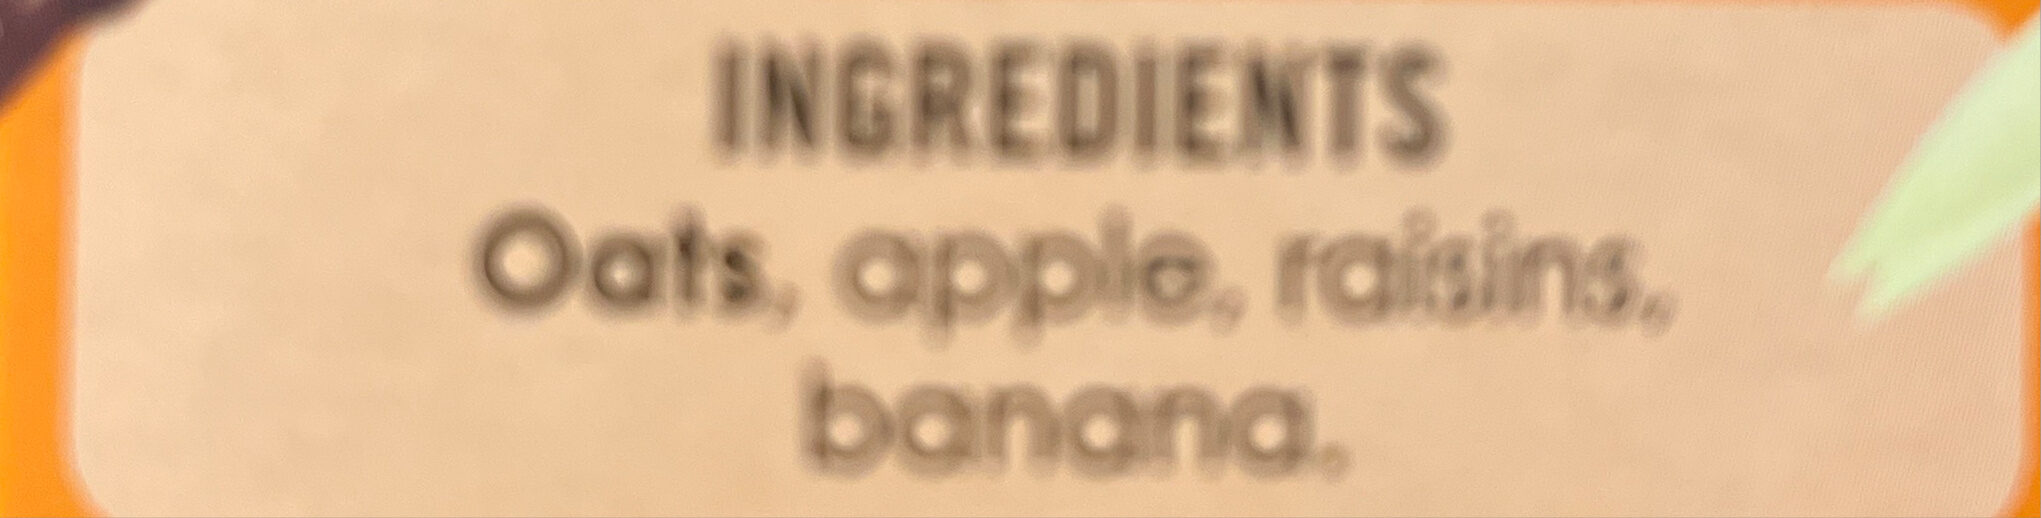 INGREDIENTS
Oats, apple, raisins,
banana.